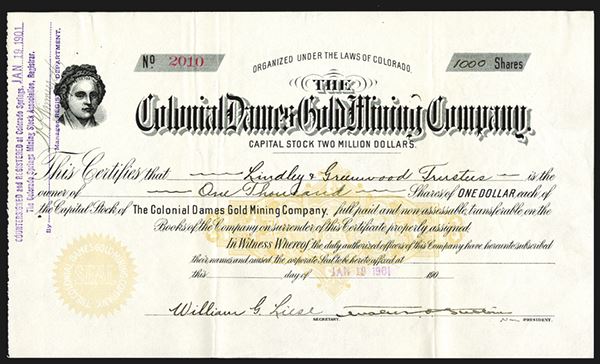 COUNTERSIGNED and REGISTERED at Colorado Springs, JAN 19 1901
The Colorado Springs Mining Stock Association, Registrar.
By
Manager REGISTRY DEPARTMENT.
No 2010
ORGANIZED UNDER THE LAWS OF COLORADO.
1000 Shares
THE
Colonial Dames Gold Mining Company.
CAPITAL STOCK TWO MILLION DOLLARS.
This Certifies that Lindley & Greenwood Trustees is the
owner of One Thousand Shares of ONE DOLLAR each of
the Capital Stock of The Colonial Dames Gold Mining Company, full paid and non assessable, transferable on the
Books of the Company on surrender of this Certificate properly assigned.
In Witness Whereof the duly authorized officers of this Company have hereunto subscribed
their names and caused the corporate Seal to be hereto affixed at
this day of JAN 19 1901 190
William G. Liese
SECRETARY.
PRESIDENT.